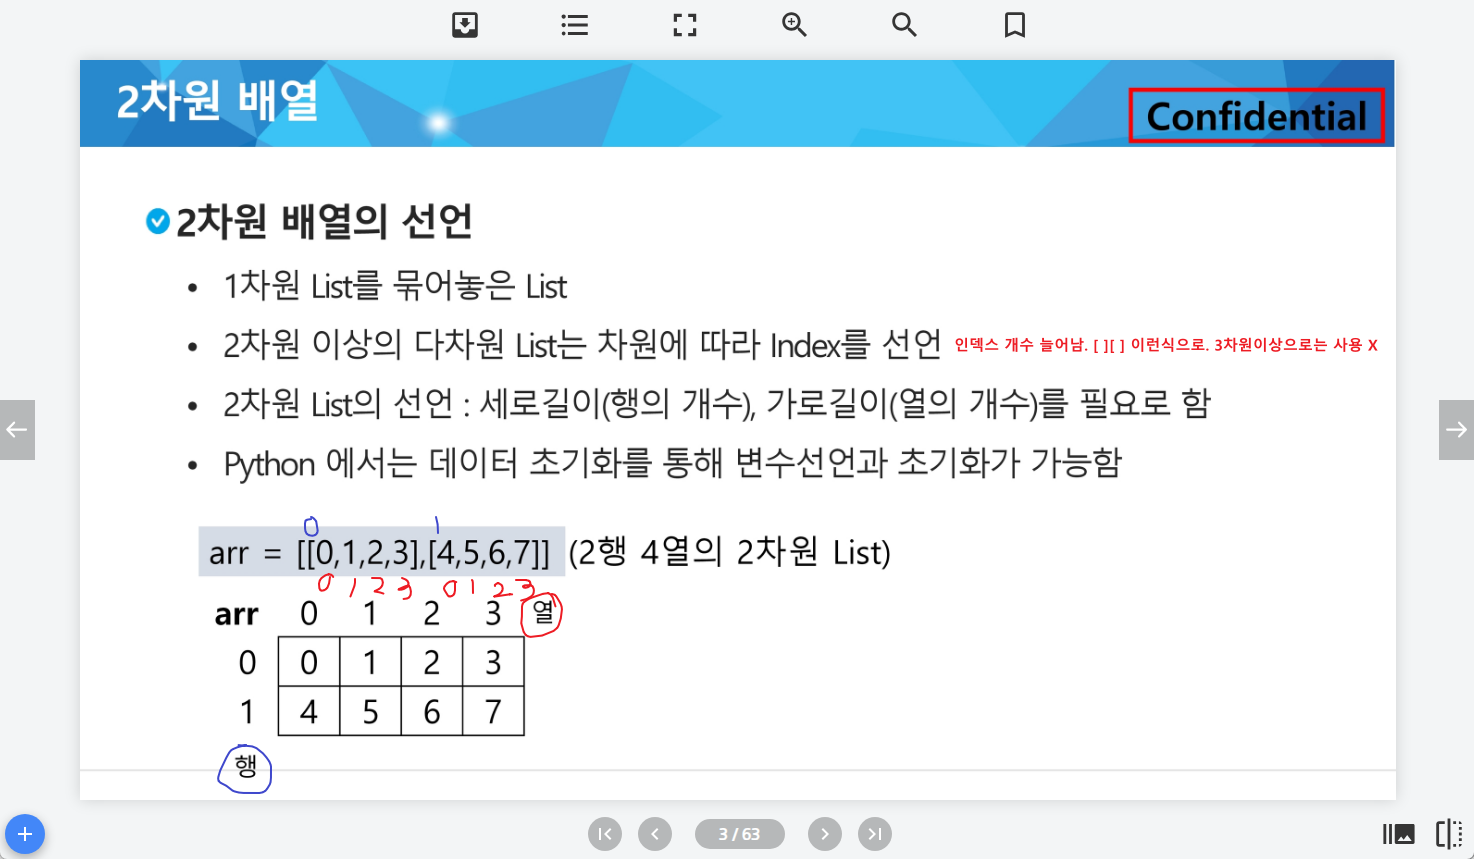 2차원 배열
Confidential
2차원 배열의 선언
• 1차원 List를 묶어놓은 List
• 2차원 이상의 다차원 List는 차원에 따라 Index를 선언 인덱스 개수 늘어남. [ ][ ] 이런식으로. 3차원이상으로는 사용 X
• 2차원 List의 선언 : 세로길이(행의 개수), 가로길이(열의 개수)를 필요로 함
• Python 에서는 데이터 초기화를 통해 변수선언과 초기화가 가능함
0 1
arr = [[0,1,2,3],[4,5,6,7]] (2행 4열의 2차원 List)
0 1 2 3 0 1 2 3
arr 0 1 2 3 열
0 0 1 2 3
1 4 5 6 7
행
3 / 63